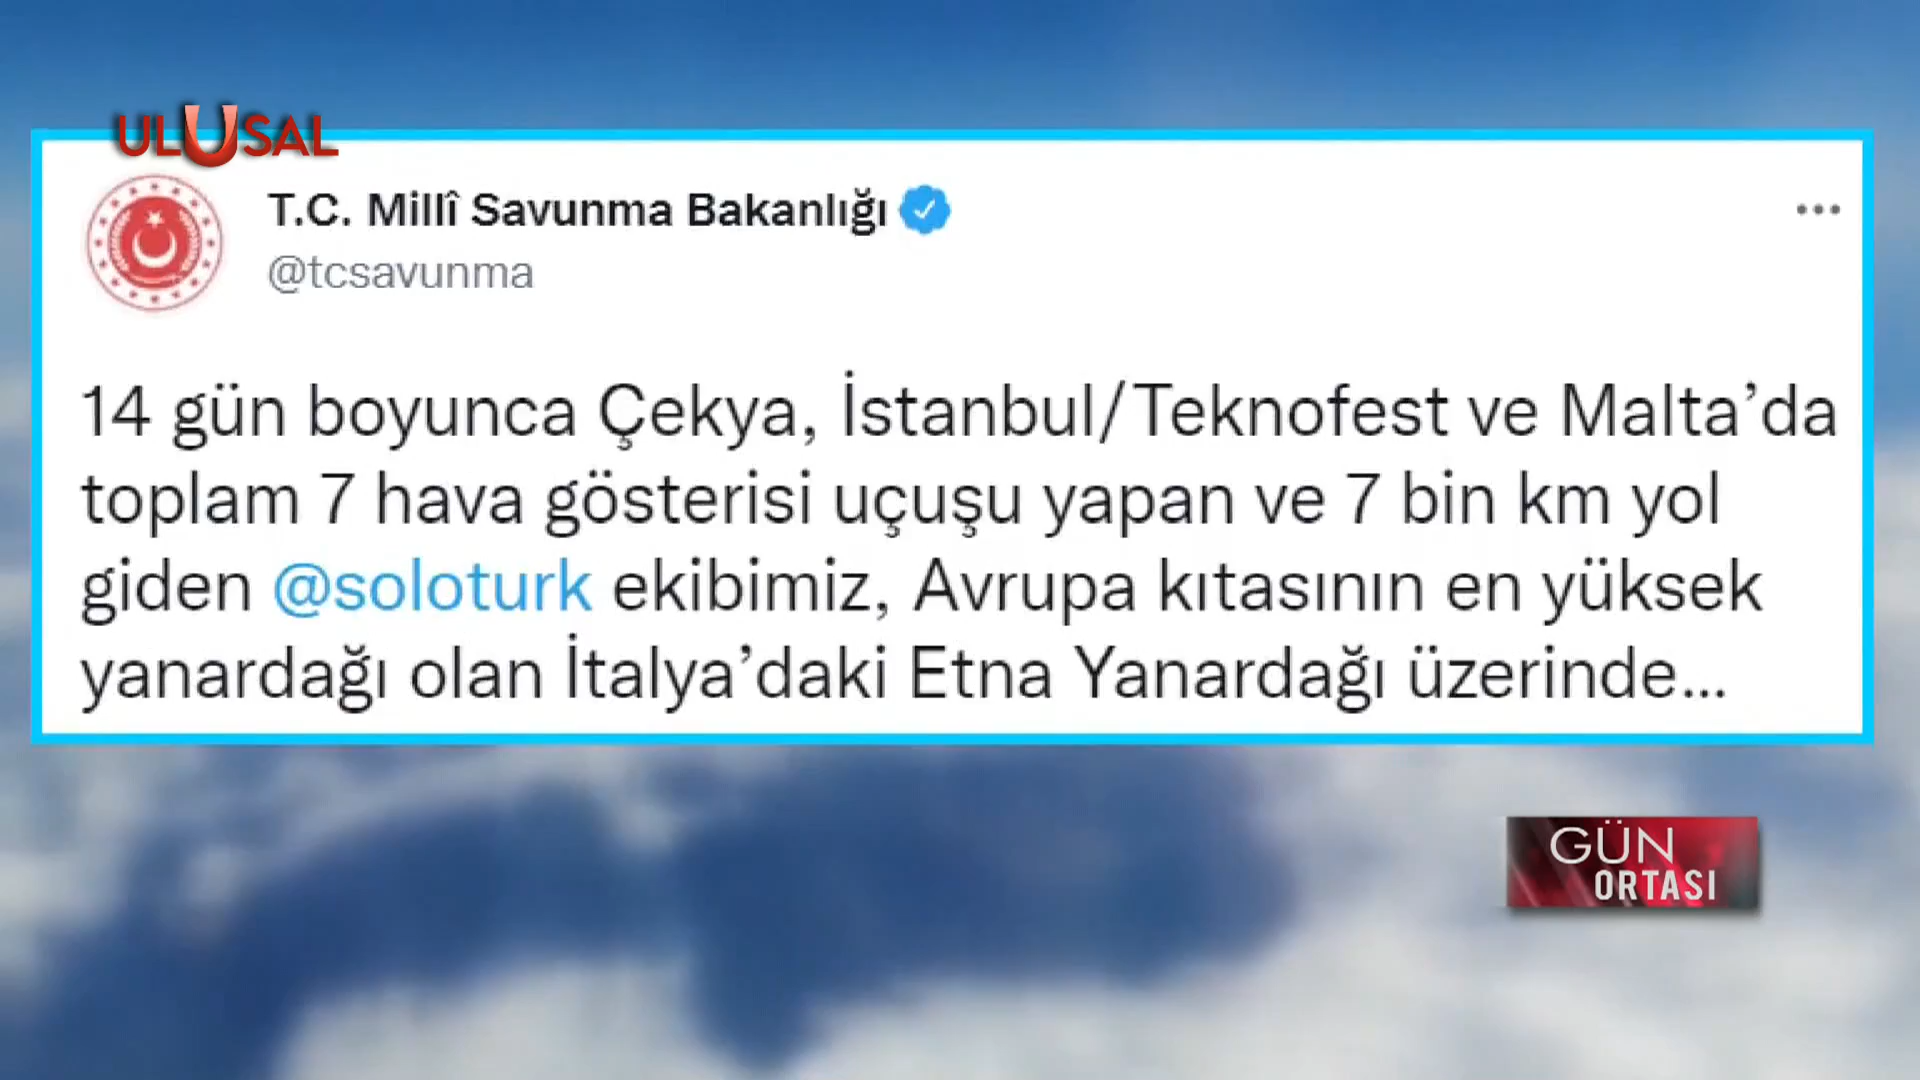 ULUSAL
T.C. Millî Savunma Bakanlığı
@tcsavunma
14 gün boyunca Çekya, İstanbul/Teknofest ve Malta’da
toplam 7 hava gösterisi uçuşu yapan ve 7 bin km yol
giden @soloturk ekibimiz, Avrupa kıtasının en yüksek
yanardağı olan İtalya’daki Etna Yanardağı üzerinde...
GÜN
ORTASI